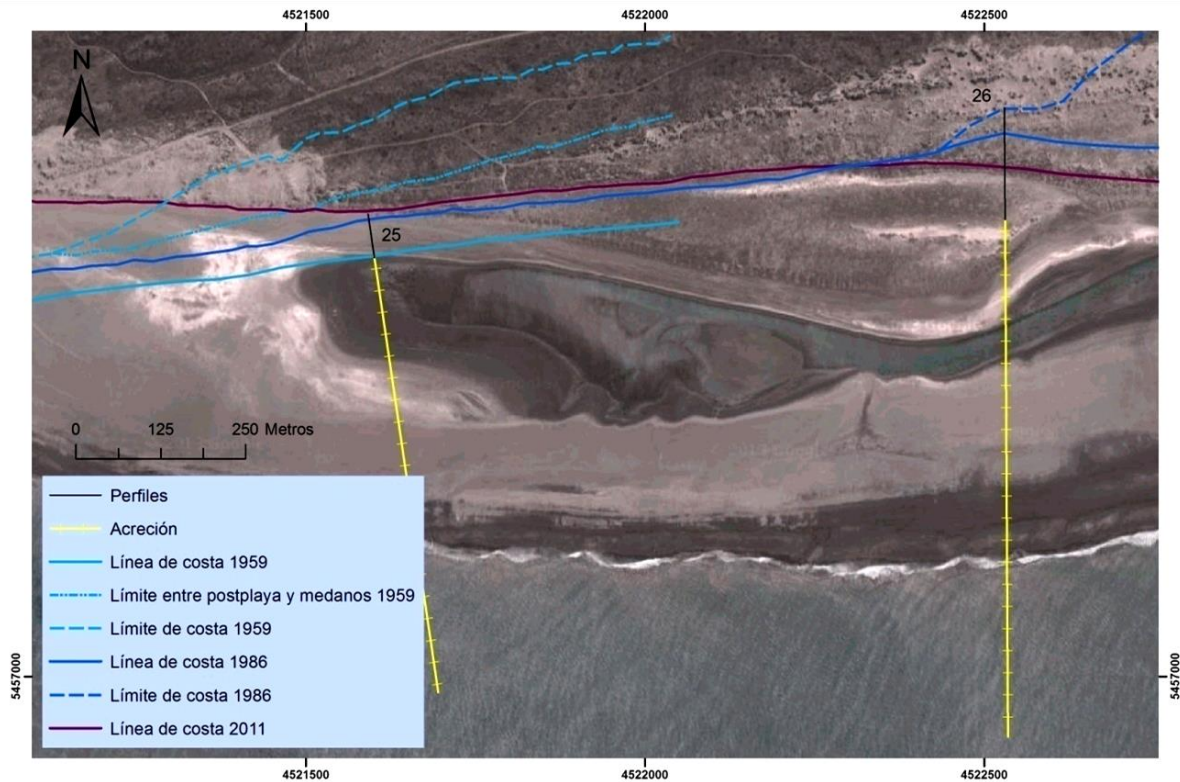 4521500
4522000
4522500
N
26
25
0 125 250 Metros
Perfiles
Acreción
Línea de costa 1959
Límite entre postplaya y medanos 1959
Límite de costa 1959
Línea de costa 1986
Límite de costa 1986
Línea de costa 2011
5457000
5457000
4521500
4522000
4522500